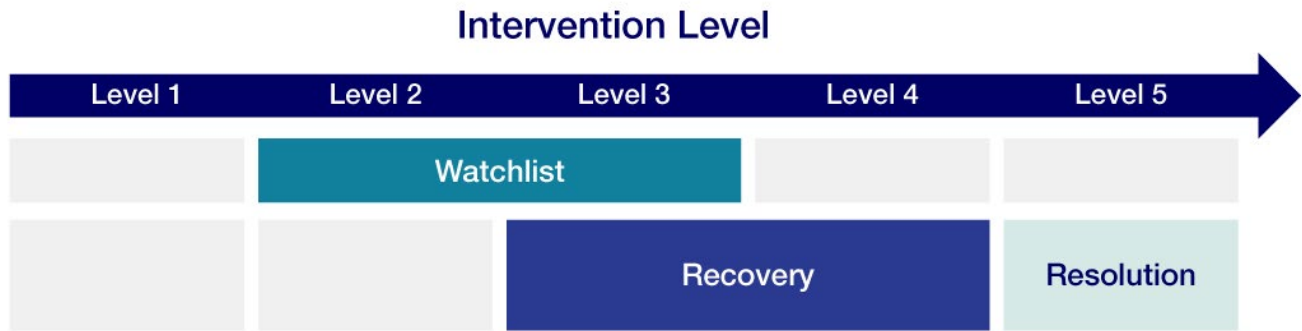 Intervention Level
Level 1 Level 2 Level 3 Level 4 Level 5
Watchlist
Recovery Resolution